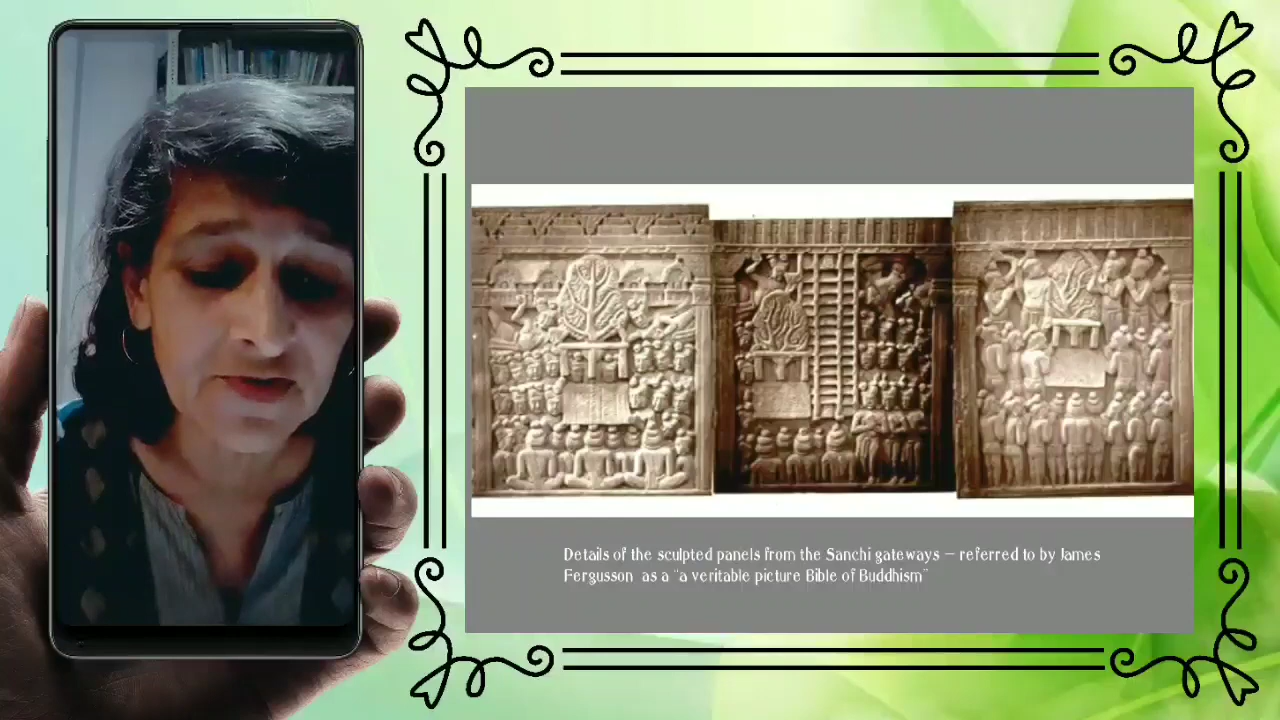 Details of the sculpted panels from the Sanchi gateways – referred to by James
Fergusson as a "a veritable picture Bible of Buddhism"